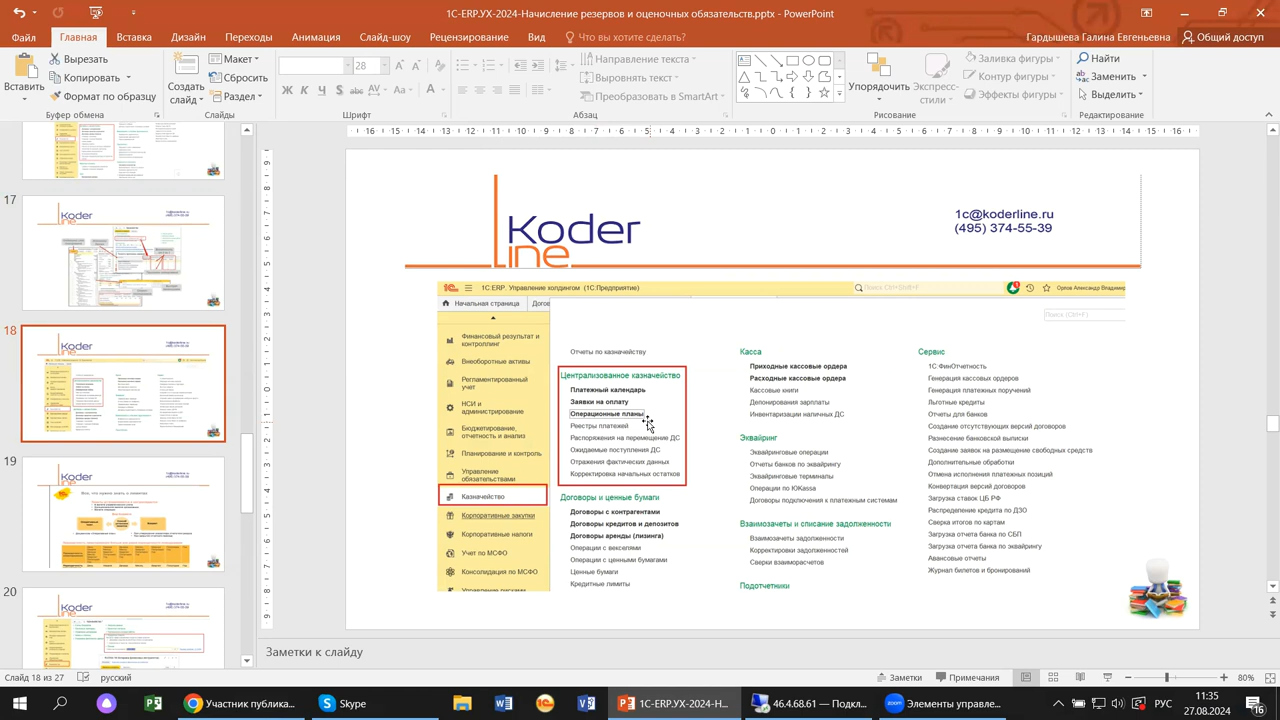 1C-ERP.УХ-2024-Н... - PowerPoint
Файл Главная Вставка Дизайн Переходы Анимация Слайд-шоу Рецензирование Вид Что вы хотите сделать? Гардышева Галина Евгеньевна Общий доступ
Вставить
Вырезать
Копировать
Формат по образцу
Буфер обмена
Создать слайд
Макет
Сбросить
Раздел
Слайды
28
Шрифт
Направление текста
Выровнять текст
Преобразовать в SmartArt
Абзац
Упорядочить
Экспресс-стили
Заливка фигуры
Контур фигуры
Эффекты фигуры
Рисование
Найти
Заменить
Выделить
Редактирование
17
18
19
20
Koder
line
1c@koderline.ru
(495) 374-55-39
1С ERP. Управление холдингом (1С:Предприятие)
Поиск Ctrl+Shift+F
Орлов Александр Владимир
Начальная страница
Догов
Поиск (Ctrl+F)
Финансовый результат и контроллинг
Внеоборотные активы
Регламентированный учет
НСИ и администрирование
Бюджетирование, отчетность и анализ
Планирование и контроль
Управление обязательствами
Казначейство
Корпоративные закупки
Корпоративные налоги
Учет по МСФО
Консолидация по МСФО
Управление рисками
Отчеты по казначейству
Централизованное казначейство
Платежный календарь
Заявки на оплату
Операционные планы
Реестры платежей
Распоряжения на перемещение ДС
Ожидаемые поступления ДС
Отражения фактических данных
Корректировка начальных остатков
Договоры и ценные бумаги
Договоры с контрагентами
Договоры кредитов и депозитов
Договоры аренды (лизинга)
Операции с векселями
Операции с ценными бумагами
Ценные бумаги
Кредитные лимиты
Касса
Приходные кассовые ордера
Расходные кассовые ордера
Кассовые книги
Депонирования зарплаты
Инвентаризации наличных ДС
Эквайринг
Эквайринговые операции
Отчеты банков по эквайрингу
Эквайринговые терминалы
Операции по ЮKassa
Договоры подключения к платежным системам
Взаимозачеты и списание задолженности
Взаимозачеты задолженности
Корректировки задолженностей
Сверки взаиморасчетов
Подотчетники
Сервис
1С ФинОтчетность
Генерация кассовых ордеров
Генерация платежных поручений
Льготные кредиты
Отчеты для банков
Создание отсутствующих версий договоров
Разнесение банковской выписки
Создание заявок на размещение свободных средств
Дополнительные обработки
Отмена исполнения платежных позиций
Конвертация версий договоров
Загрузка ставок ЦБ РФ
Распределение кредита по ДЗО
Сверка итогов по картам
Загрузка отчета банка по СБП
Загрузка отчета банка по эквайрингу
Авансовые отчеты
Журнал билетов и бронирований
Заметки к слайду
Слайд 18 из 27 русский Заметки Примечания 80%
Участник публика... Skype 1C-ERP.УХ-2024-Н... 46.4.68.61 — Подкл... Элементы управле... РУС 11:35
27.08.2024